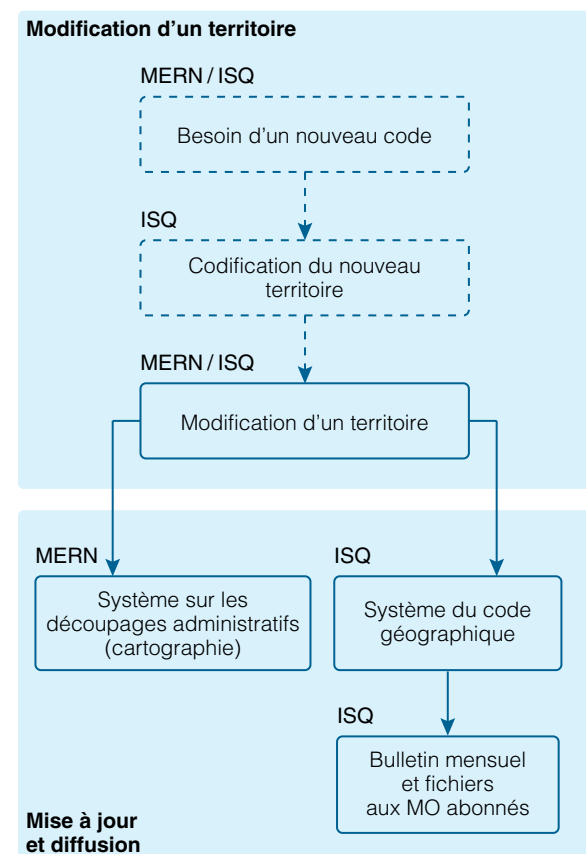 Modification d’un territoire
MERN / ISQ
Besoin d’un nouveau code
ISQ
Codification du nouveau
territoire
MERN / ISQ
Modification d’un territoire
MERN
Système sur les
découpages administratifs
(cartographie)
ISQ
Système du code
géographique
ISQ
Bulletin mensuel
et fichiers
aux MO abonnés
Mise à jour
et diffusion